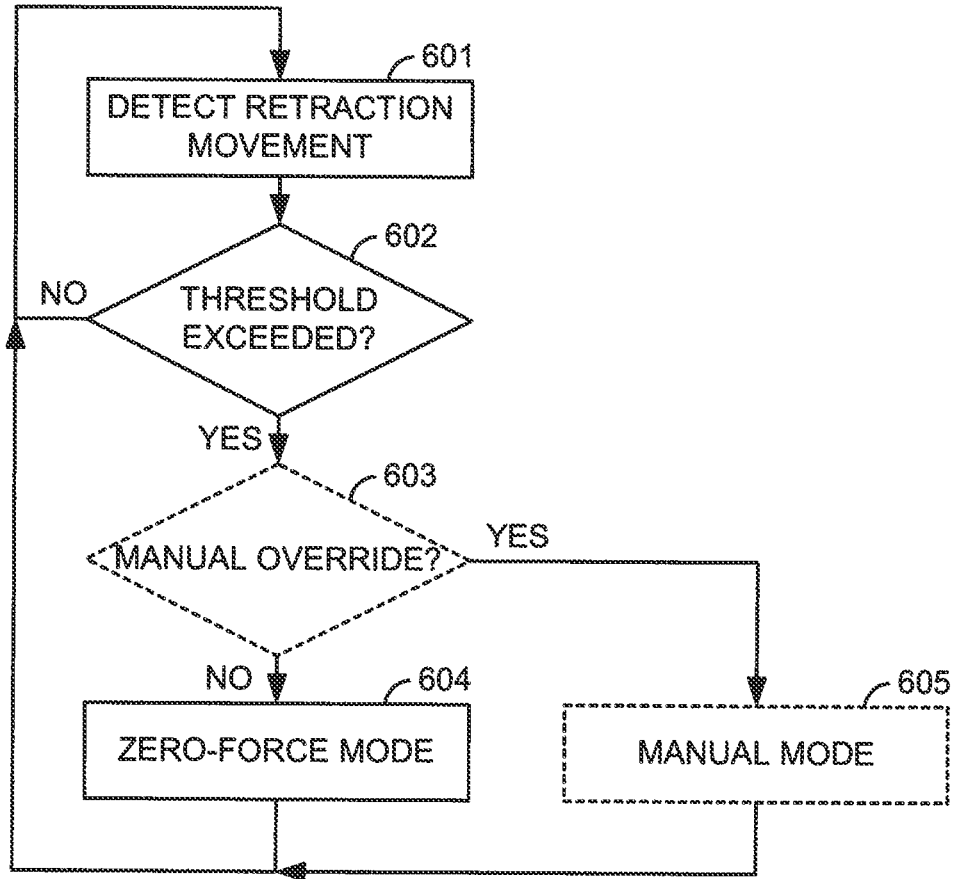 601
DETECT RETRACTION
MOVEMENT
602
THRESHOLD
EXCEEDED?
NO
YES
603
MANUAL OVERRIDE?
YES
NO
604
ZERO-FORCE MODE
605
MANUAL MODE